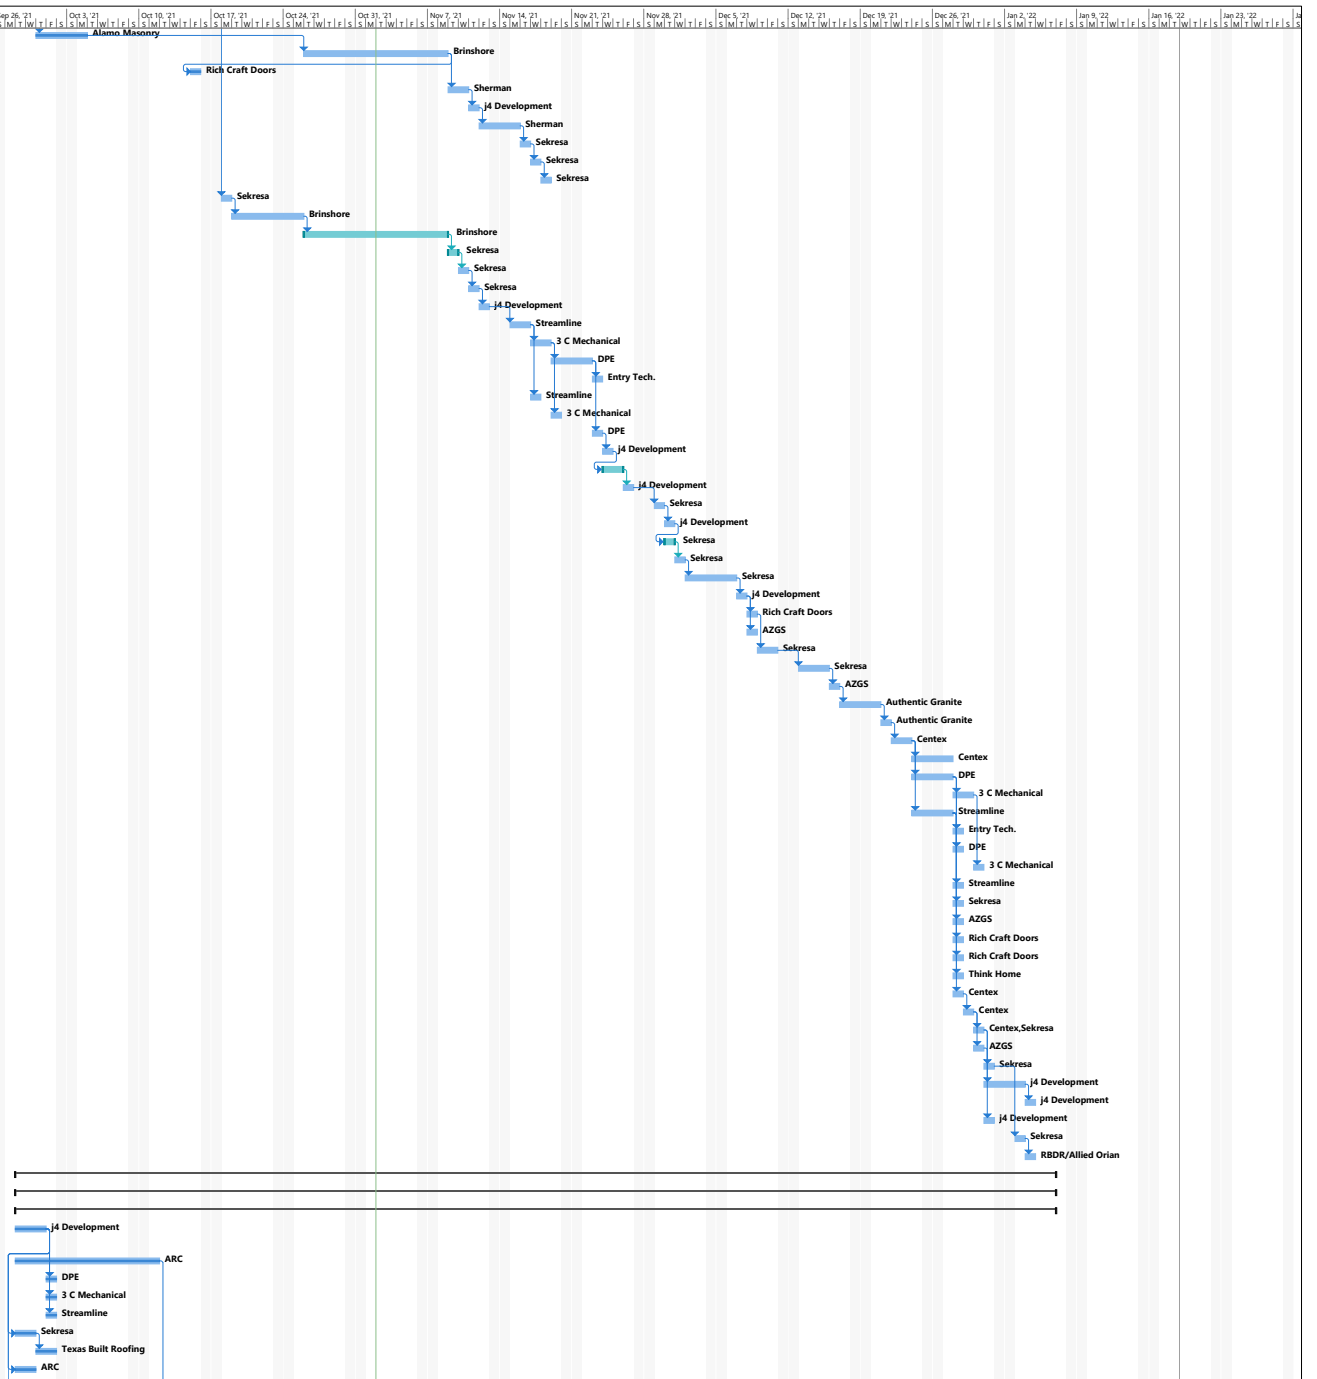 ep 26, '21 Oct 3, '21 Oct 10, '21 Oct 17, '21 Oct 24, '21 Oct 31, '21 Nov 7, '21 Nov 14, '21 Nov 21, '21 Nov 28, '21 Dec 5, '21 Dec 12, '21 Dec 19, '21 Dec 26, '21 Jan 2, '22 Jan 9, '22 Jan 16, '22 Jan 23, '22
S M T W T F S S M T W T F S S M T W T F S S M T W T F S S M T W T F S S M T W T F S S M T W T F S S M T W T F S S M T W T F S S M T W T F S S M T W T F S S M T W T F S S M T W T F S S M T W T F S S M T W T F S S M T W T F S S M T W T F S S M T W T F S S M T W T F S S
Alamo Masonry
Brinshore
Rich Craft Doors
Sherman
j4 Development
Sherman
Sekresa
Sekresa
Sekresa
Sekresa
Brinshore
Brinshore
Sekresa
Sekresa
Sekresa
j4 Development
Streamline
3 C Mechanical
DPE
Entry Tech.
Streamline
3 C Mechanical
DPE
j4 Development
j4 Development
Sekresa
j4 Development
Sekresa
Sekresa
Sekresa
j4 Development
Rich Craft Doors
AZGS
Sekresa
Sekresa
AZGS
Authentic Granite
Authentic Granite
Centex
Centex
DPE
3 C Mechanical
Streamline
Entry Tech.
DPE
3 C Mechanical
Streamline
Sekresa
AZGS
Rich Craft Doors
Rich Craft Doors
Think Home
Centex
Centex
Centex,Sekresa
AZGS
Sekresa
j4 Development
j4 Development
j4 Development
Sekresa
RBDR/Allied Orian
j4 Development
ARC
DPE
3 C Mechanical
Streamline
Sekresa
Texas Built Roofing
ARC